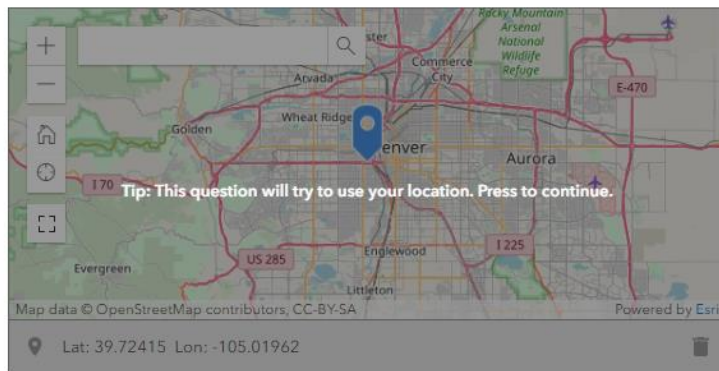 Rocky Mountain
Arsenal
National
Wildlife
Refuge
ster
Commerce
City
Arvada
E-470
Wheat Ridge
Golden
enver
Aurora
I 70
Tip: This question will try to use your location. Press to continue.
Englewood
I 225
US 285
Evergreen
Littleton
Map data © OpenStreetMap contributors, CC-BY-SA
Powered by Esri
Lat: 39.72415 Lon: -105.01962